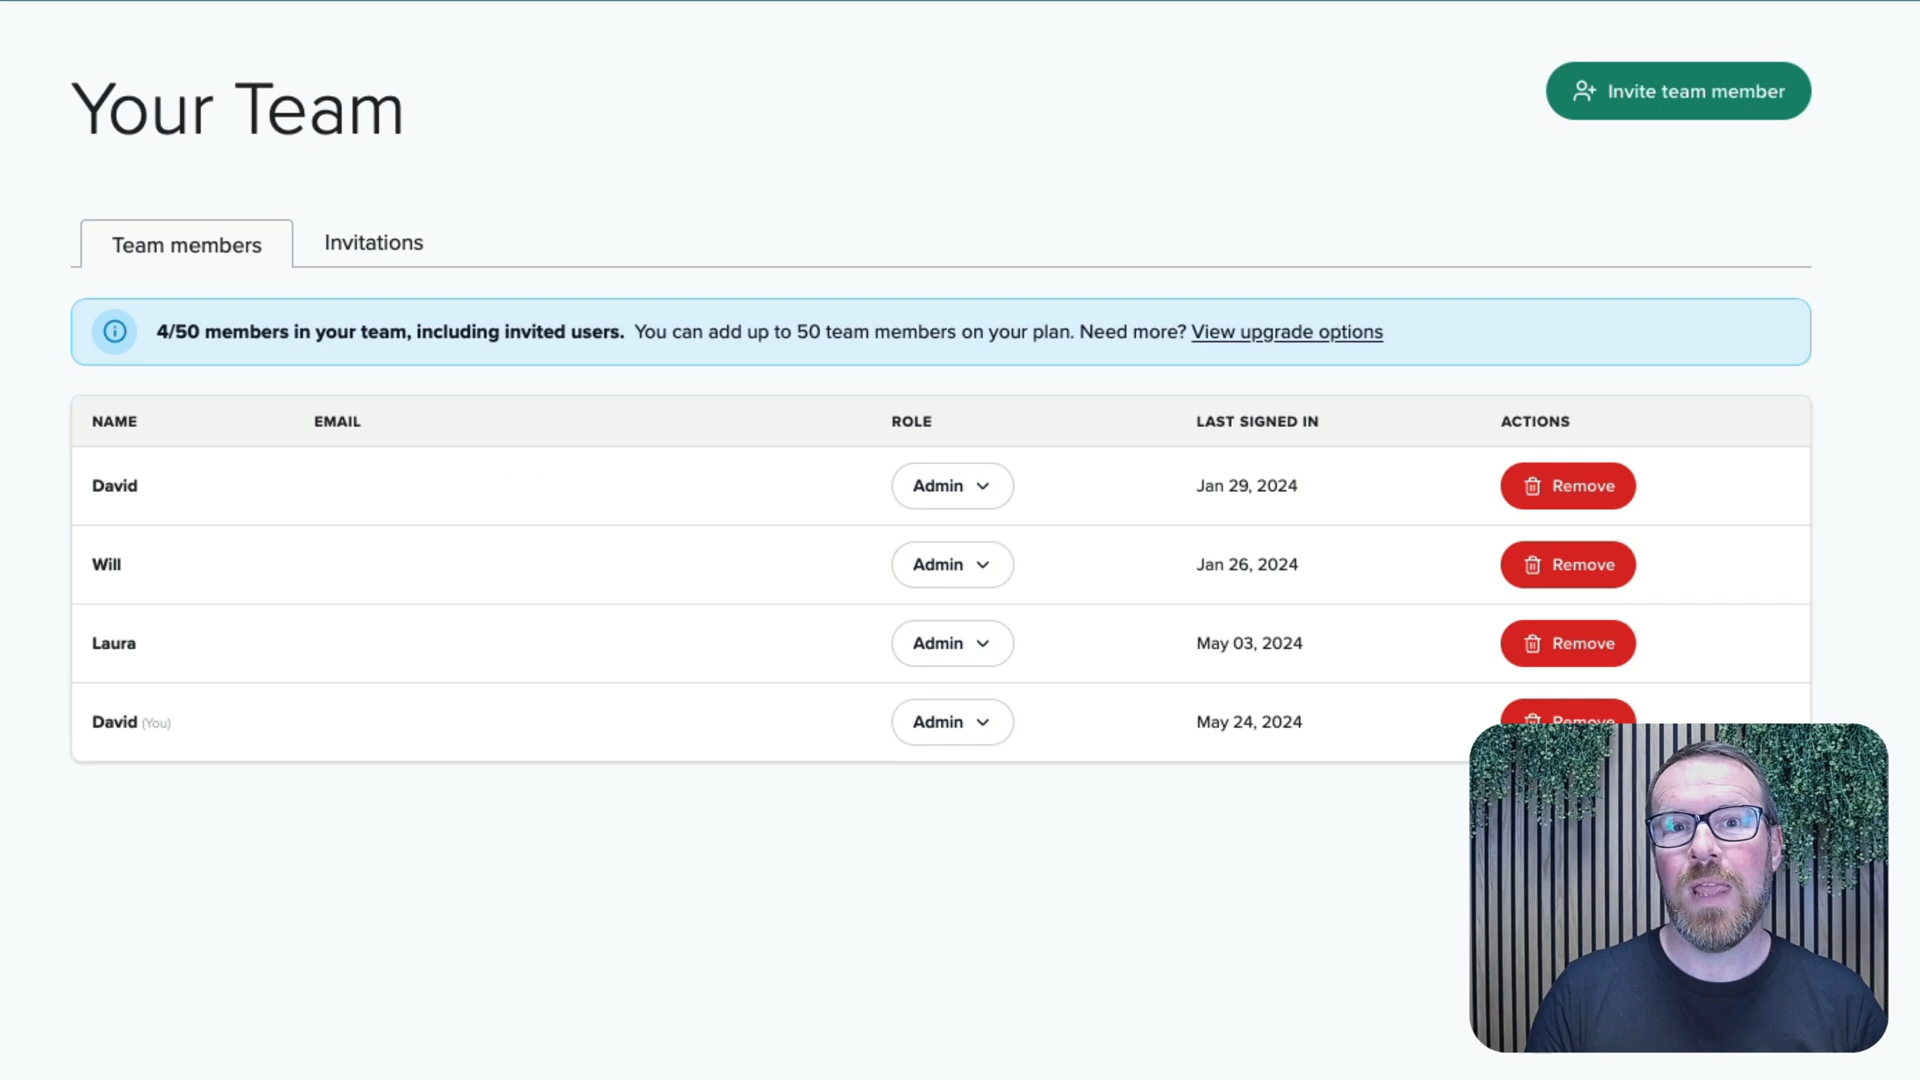 Your Team
Invite team member
Team members
Invitations
4/50 members in your team, including invited users. You can add up to 50 team members on your plan. Need more? View upgrade options
NAME EMAIL ROLE LAST SIGNED IN ACTIONS
David Admin Jan 29, 2024 Remove
Will Admin Jan 26, 2024 Remove
Laura Admin May 03, 2024 Remove
David (You) Admin May 24, 2024 Remove